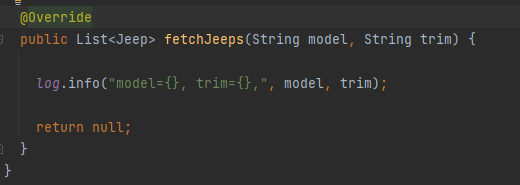 @Override
public List<Jeep> fetchJeeps(String model, String trim) {
log.info("model={}, trim={},", model, trim);
return null;
}
}